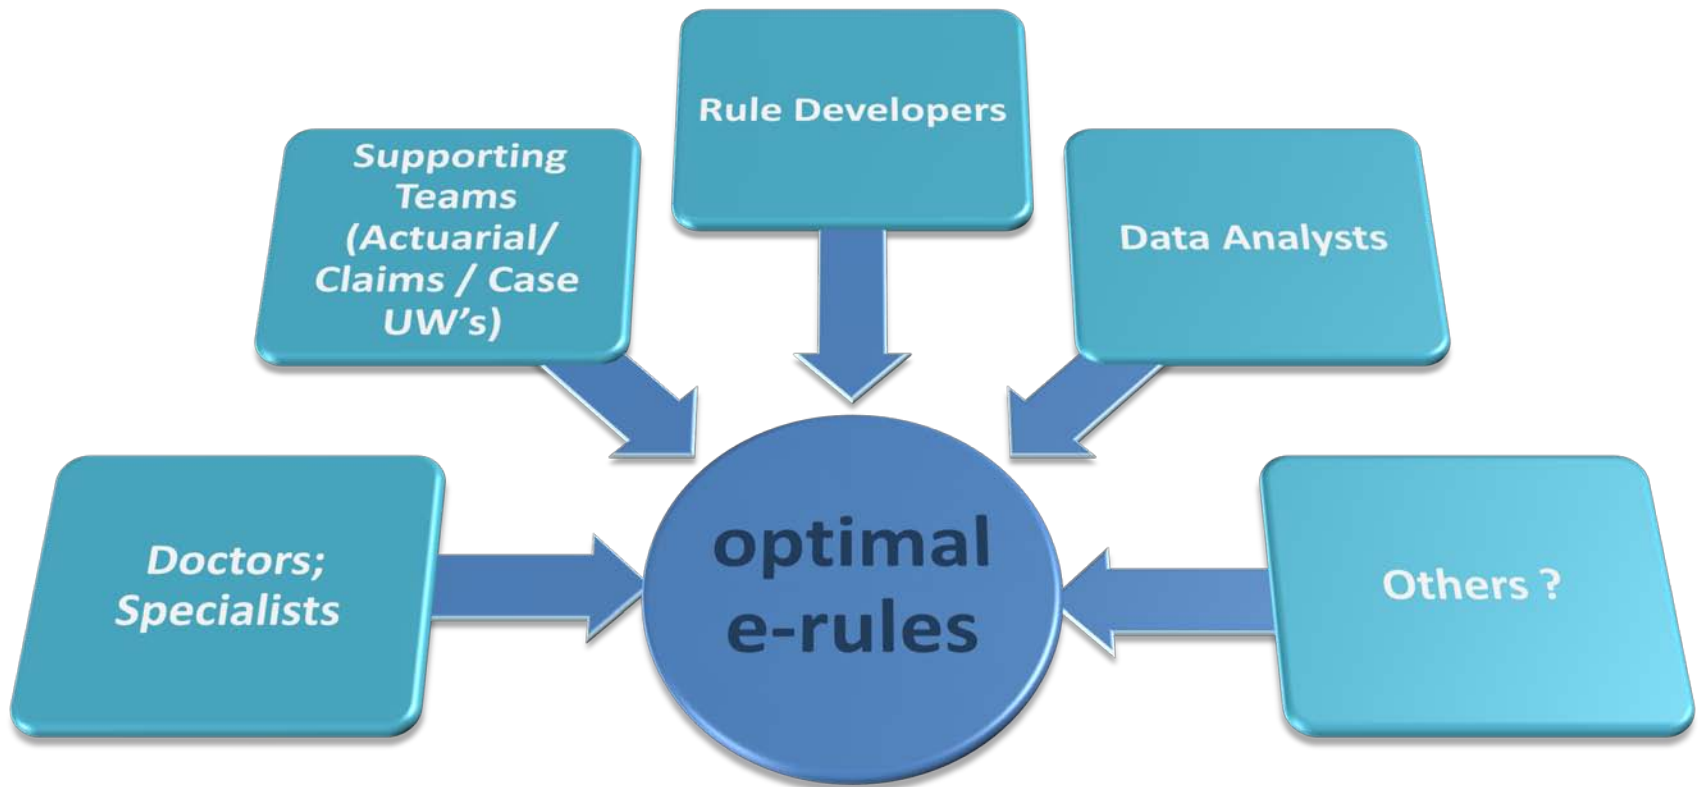 Rule Developers
Supporting
Teams
(Actuarial/
Claims / Case
UW's)
Data Analysts
Doctors;
Specialists
optimal
e-rules
Others ?